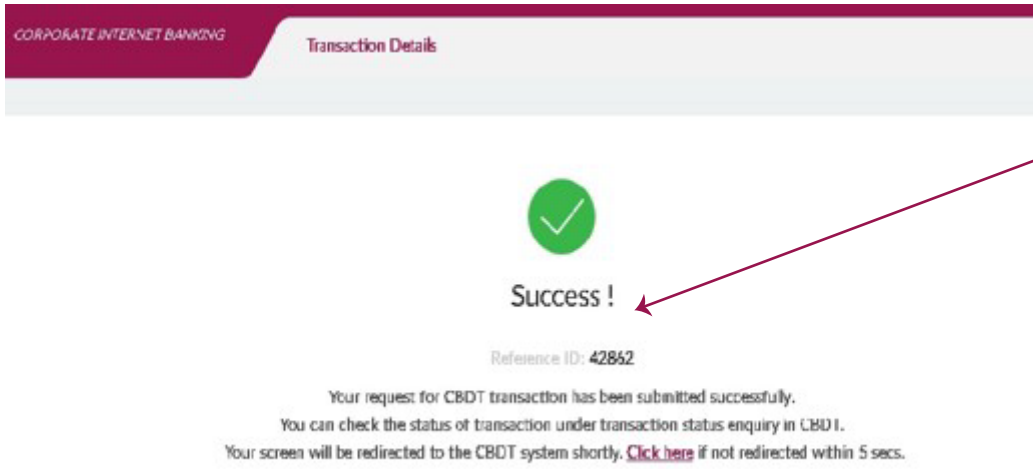 CORPORATE INTERNET BANKING
Transaction Details
Success !
Reference ID: 42862
Your request for CBDT transaction has been submitted successfully.
You can check the status of transaction under transaction status enquiry in CBDT.
Your screen will be redirected to the CBDT system shortly. Click here if not redirected within 5 secs.